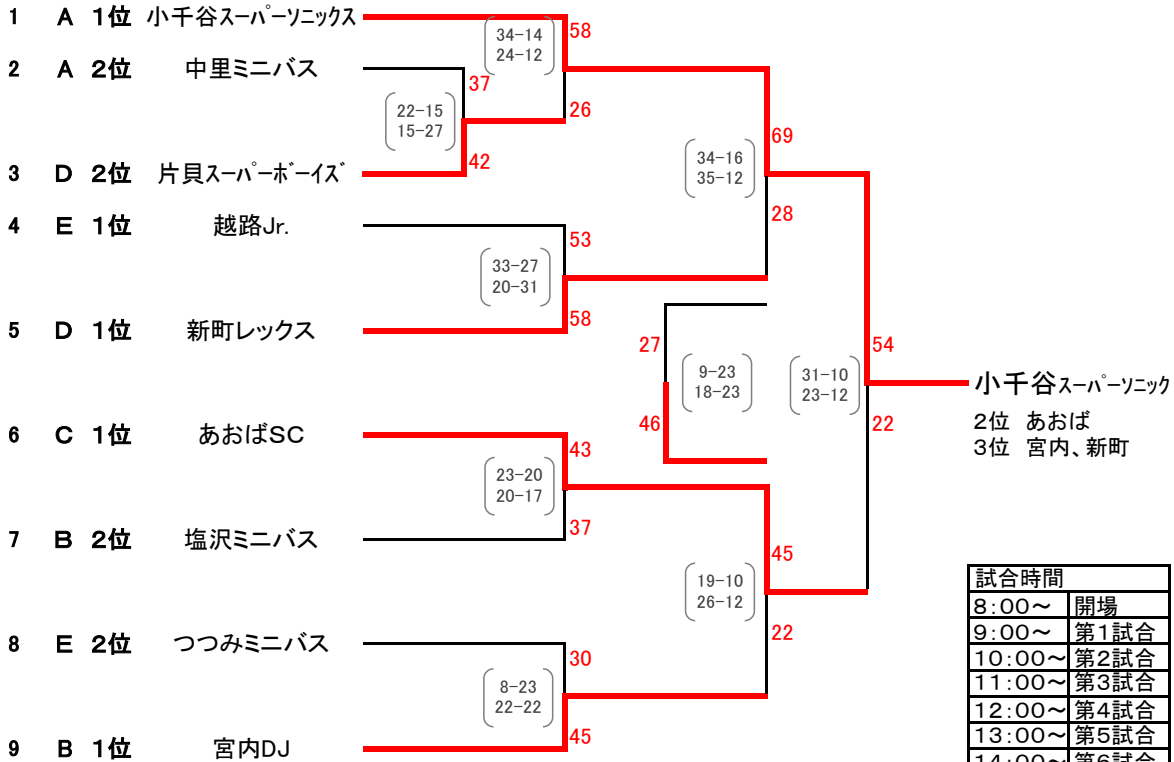 1 A 1位 小千谷スーパーソニックス
34-14
24-12
58
2 A 2位 中里ミニバス
37
22-15
15-27
26
3 D 2位 片貝スーパーボーイズ
42
69
34-16
35-12
28
4 E 1位 越路Jr.
53
33-27
20-31
5 D 1位 新町レックス
58
27
9-23
18-23
46
31-10
23-12
54
22
小千谷スーパーソニック
2位 あおば
3位 宮内、新町
6 C 1位 あおばSC
43
23-20
20-17
7 B 2位 塩沢ミニバス
37
45
19-10
26-12
22
8 E 2位 つつみミニバス
30
8-23
22-22
9 B 1位 宮内DJ
45
試合時間
8:00～ 開場
9:00～ 第1試合
10:00～ 第2試合
11:00～ 第3試合
12:00～ 第4試合
13:00～ 第5試合
14:00～ 第6試合